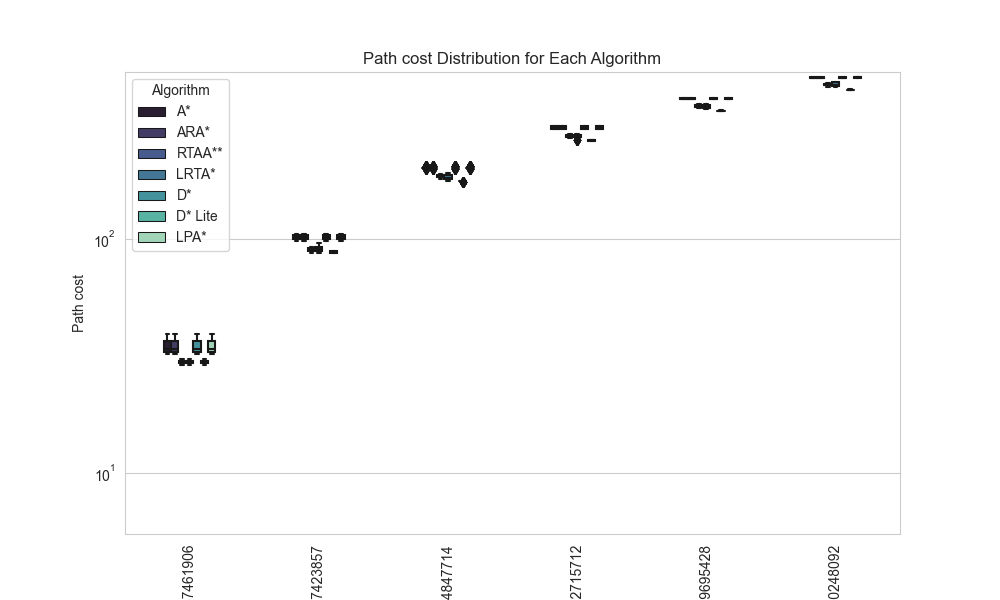 Path cost Distribution for Each Algorithm
Algorithm
A*
ARA*
RTAA**
LRTA*
D*
D* Lite
LPA*
Path cost
10²
10¹
7461906
7423857
4847714
2715712
9695428
0248092